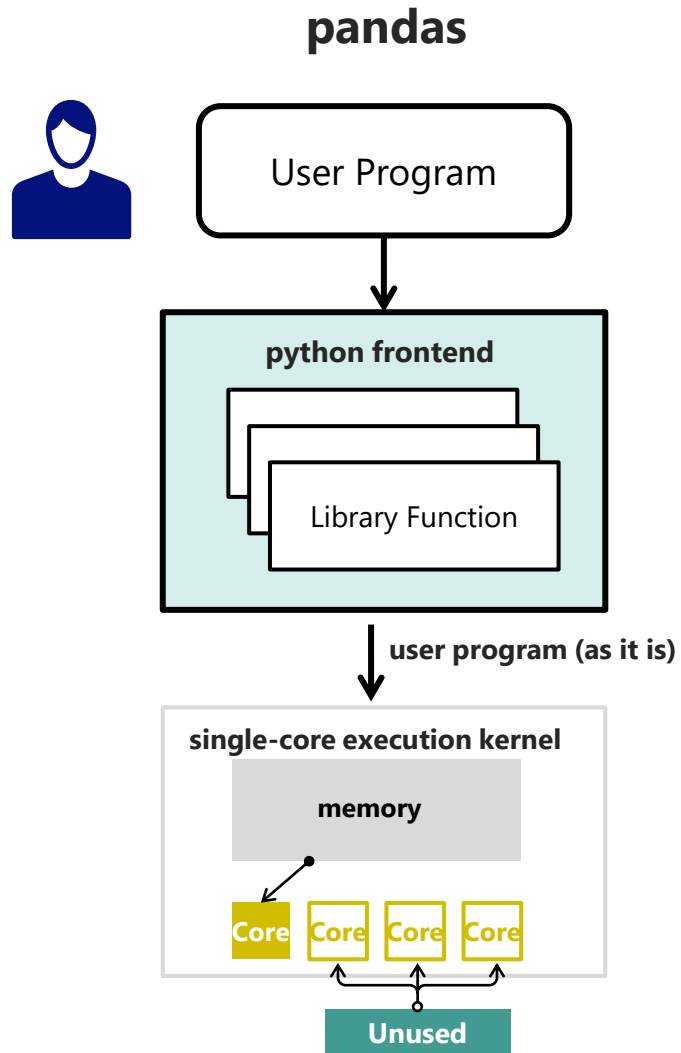 pandas
User Program
python frontend
Library Function
user program (as it is)
single-core execution kernel
memory
Core Core Core Core
Unused